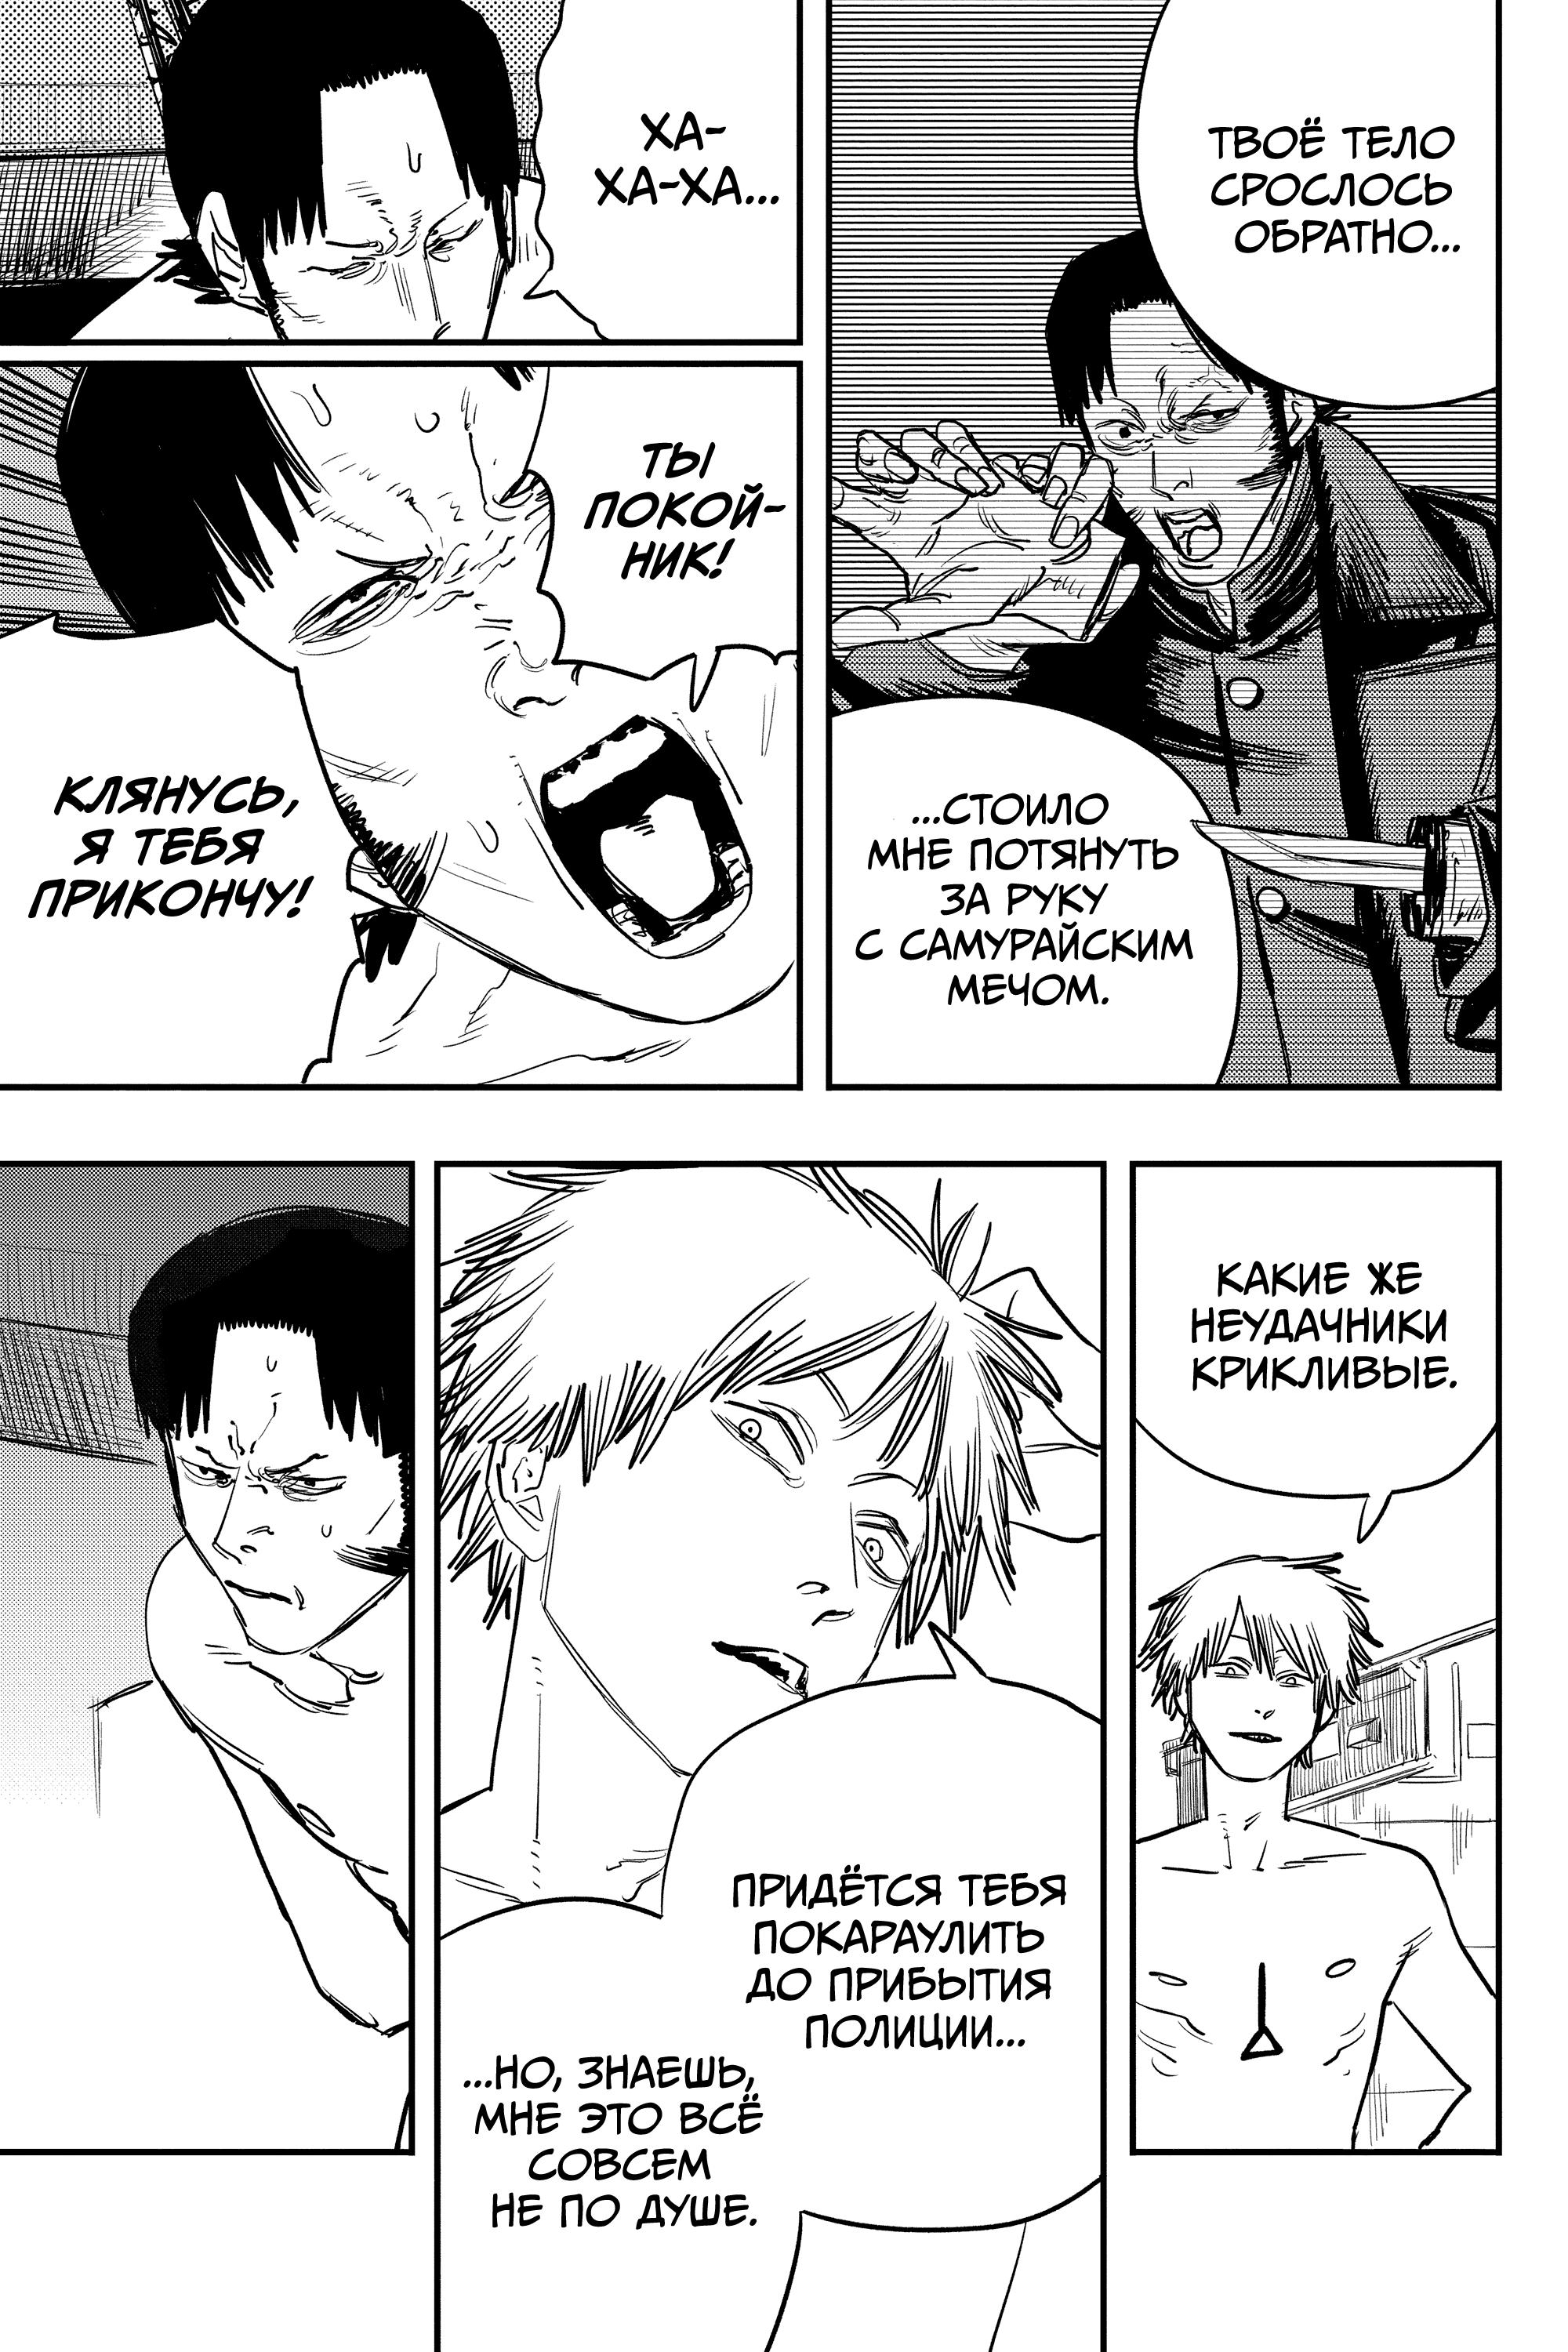 ТВОЁ ТЕЛО
СРОСЛОСЬ
ОБРАТНО...
...СТОИЛО
МНЕ ПОТЯНУТЬ
ЗА РУКУ
С САМУРАЙСКИМ
МЕЧОМ.
ХА-
ХА-ХА...
ТЫ
ПОКОЙ-
НИК!
КЛЯНУСЬ,
Я ТЕБЯ
ПРИКОНЧУ!
КАКИЕ ЖЕ
НЕУДАЧНИКИ
КРИКЛИВЫЕ.
ПРИДЁТСЯ ТЕБЯ
ПОКАРАУЛИТЬ
ДО ПРИБЫТИЯ
ПОЛИЦИИ...
...НО, ЗНАЕШЬ,
МНЕ ЭТО ВСЁ
СОВСЕМ
НЕ ПО ДУШЕ.